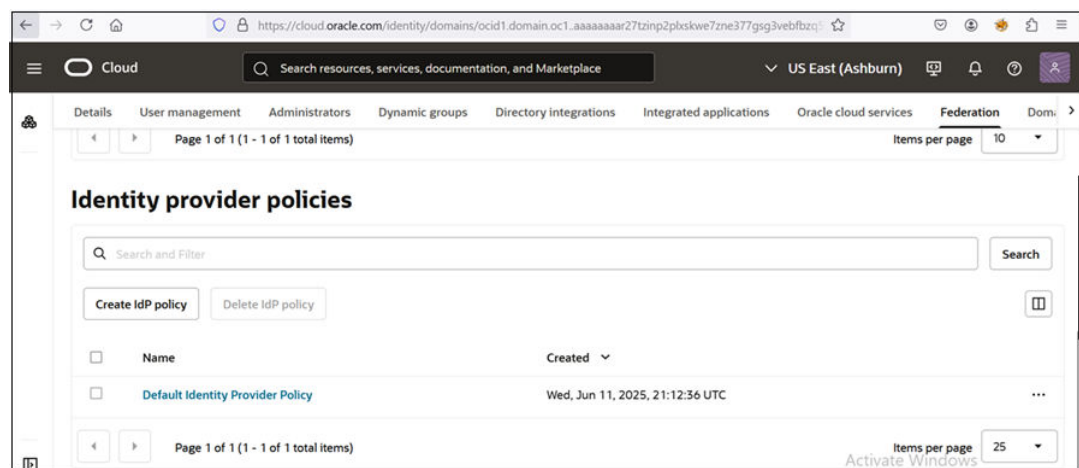 https://cloud.oracle.com/identity/domains/ocid1.domain.oc1..aaaaaaaar27tzinp2plxskwe7zne377gsg3vebfbzq5
Cloud Search resources, services, documentation, and Marketplace US East (Ashburn)
Details User management Administrators Dynamic groups Directory integrations Integrated applications Oracle cloud services Federation Doma
Page 1 of 1 (1 - 1 of 1 total items) Items per page 10
Identity provider policies
Search and Filter Search
Create IdP policy Delete IdP policy
Name Created
Default Identity Provider Policy Wed, Jun 11, 2025, 21:12:36 UTC ...
Page 1 of 1 (1 - 1 of 1 total items) Items per page 25
Activate Windows